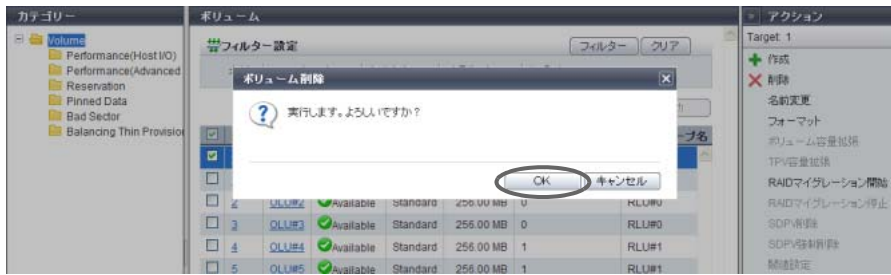 カテゴリー
Volume
Performance(Host I/O)
Performance(Advanced
Reservation
Pinned Data
Bad Sector
Balancing Thin Provision
ボリューム
フィルター設定
フィルター
クリア
ボリューム削除
実行します。よろしいですか?
OK
キャンセル
ープ名
2 OLU#2 Available Standard 256.00 MB 0 RLU#0
3 OLU#3 Available Standard 256.00 MB 0 RLU#0
4 OLU#4 Available Standard 256.00 MB 1 RLU#1
5 OLU#5 Available Standard 256.00 MB 1 RLU#1
アクション
Target: 1
作成
削除
名前変更
フォーマット
ボリューム容量拡張
TPV容量拡張
RAIDマイグレーション開始
RAIDマイグレーション停止
SDPV削除
SDPV強制削除
閾値設定